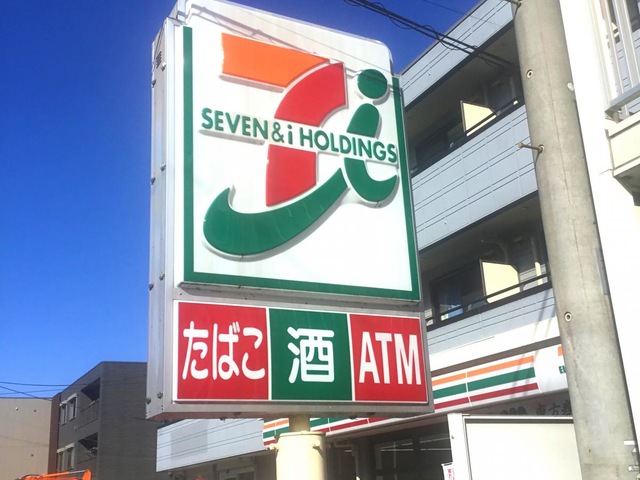 SEVEN&i HOLDINGS
たばこ 酒 ATM